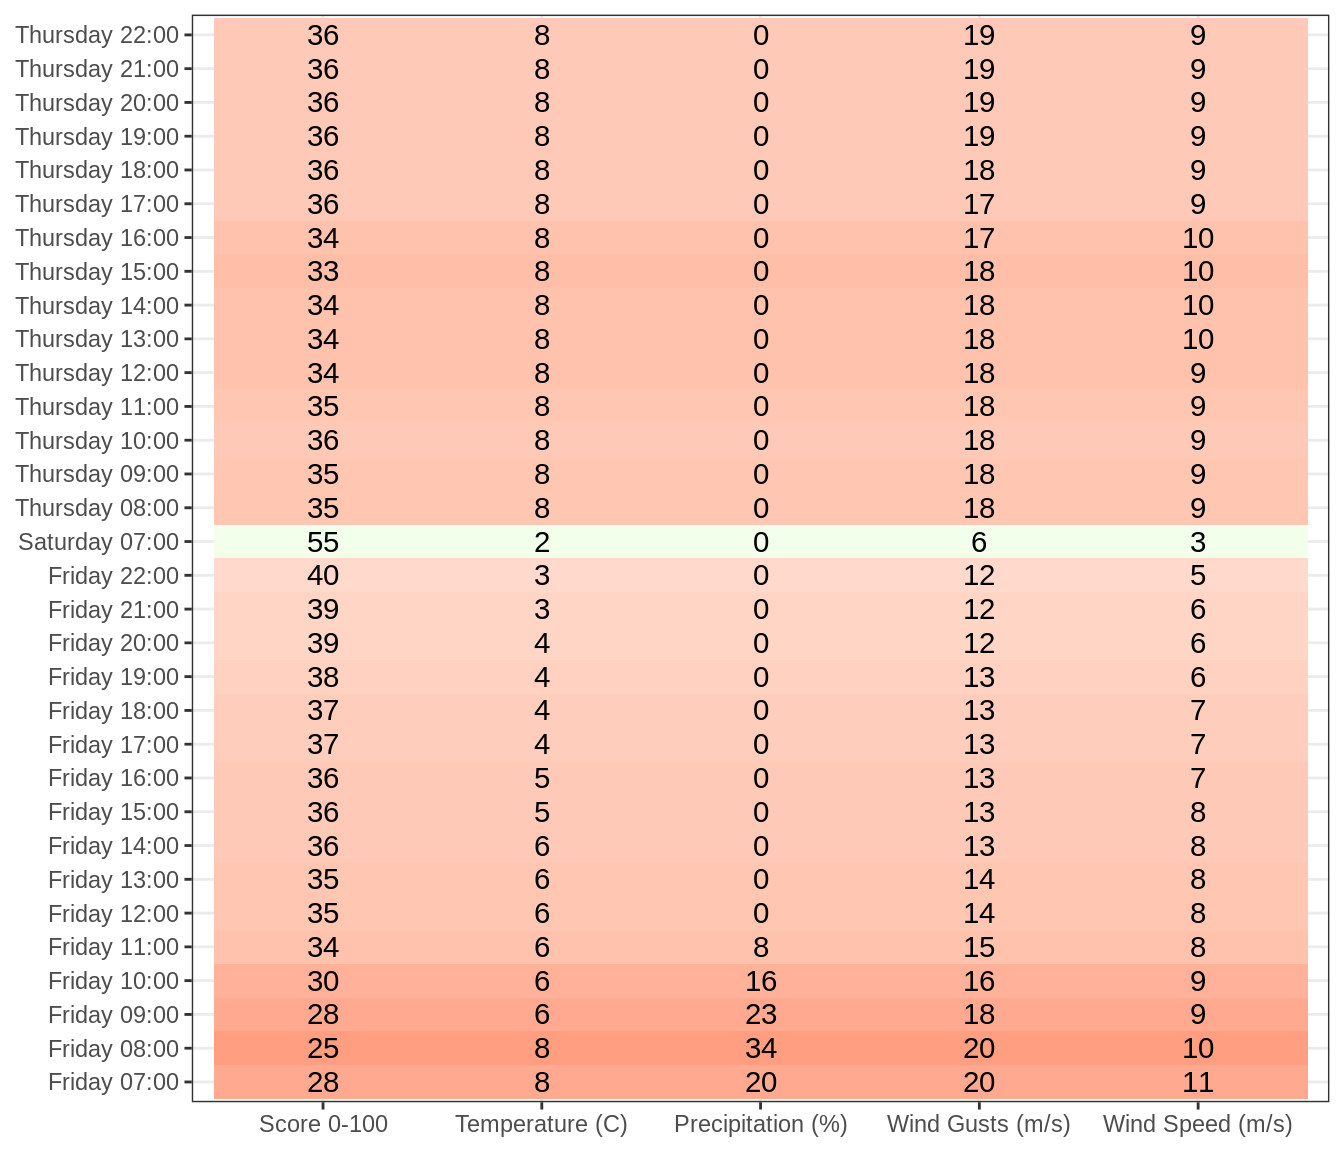 Thursday 22:00 36 8 0 19 9
Thursday 21:00 36 8 0 19 9
Thursday 20:00 36 8 0 19 9
Thursday 19:00 36 8 0 19 9
Thursday 18:00 36 8 0 18 9
Thursday 17:00 36 8 0 17 9
Thursday 16:00 34 8 0 17 10
Thursday 15:00 33 8 0 18 10
Thursday 14:00 34 8 0 18 10
Thursday 13:00 34 8 0 18 10
Thursday 12:00 34 8 0 18 9
Thursday 11:00 35 8 0 18 9
Thursday 10:00 36 8 0 18 9
Thursday 09:00 35 8 0 18 9
Thursday 08:00 35 8 0 18 9
Saturday 07:00 55 2 0 6 3
Friday 22:00 40 3 0 12 5
Friday 21:00 39 3 0 12 6
Friday 20:00 39 4 0 12 6
Friday 19:00 38 4 0 13 6
Friday 18:00 37 4 0 13 7
Friday 17:00 37 4 0 13 7
Friday 16:00 36 5 0 13 7
Friday 15:00 36 5 0 13 8
Friday 14:00 36 6 0 13 8
Friday 13:00 35 6 0 14 8
Friday 12:00 35 6 0 14 8
Friday 11:00 34 6 8 15 8
Friday 10:00 30 6 16 16 9
Friday 09:00 28 6 23 18 9
Friday 08:00 25 8 34 20 10
Friday 07:00 28 8 20 20 11
Score 0-100 Temperature (C) Precipitation (%) Wind Gusts (m/s) Wind Speed (m/s)